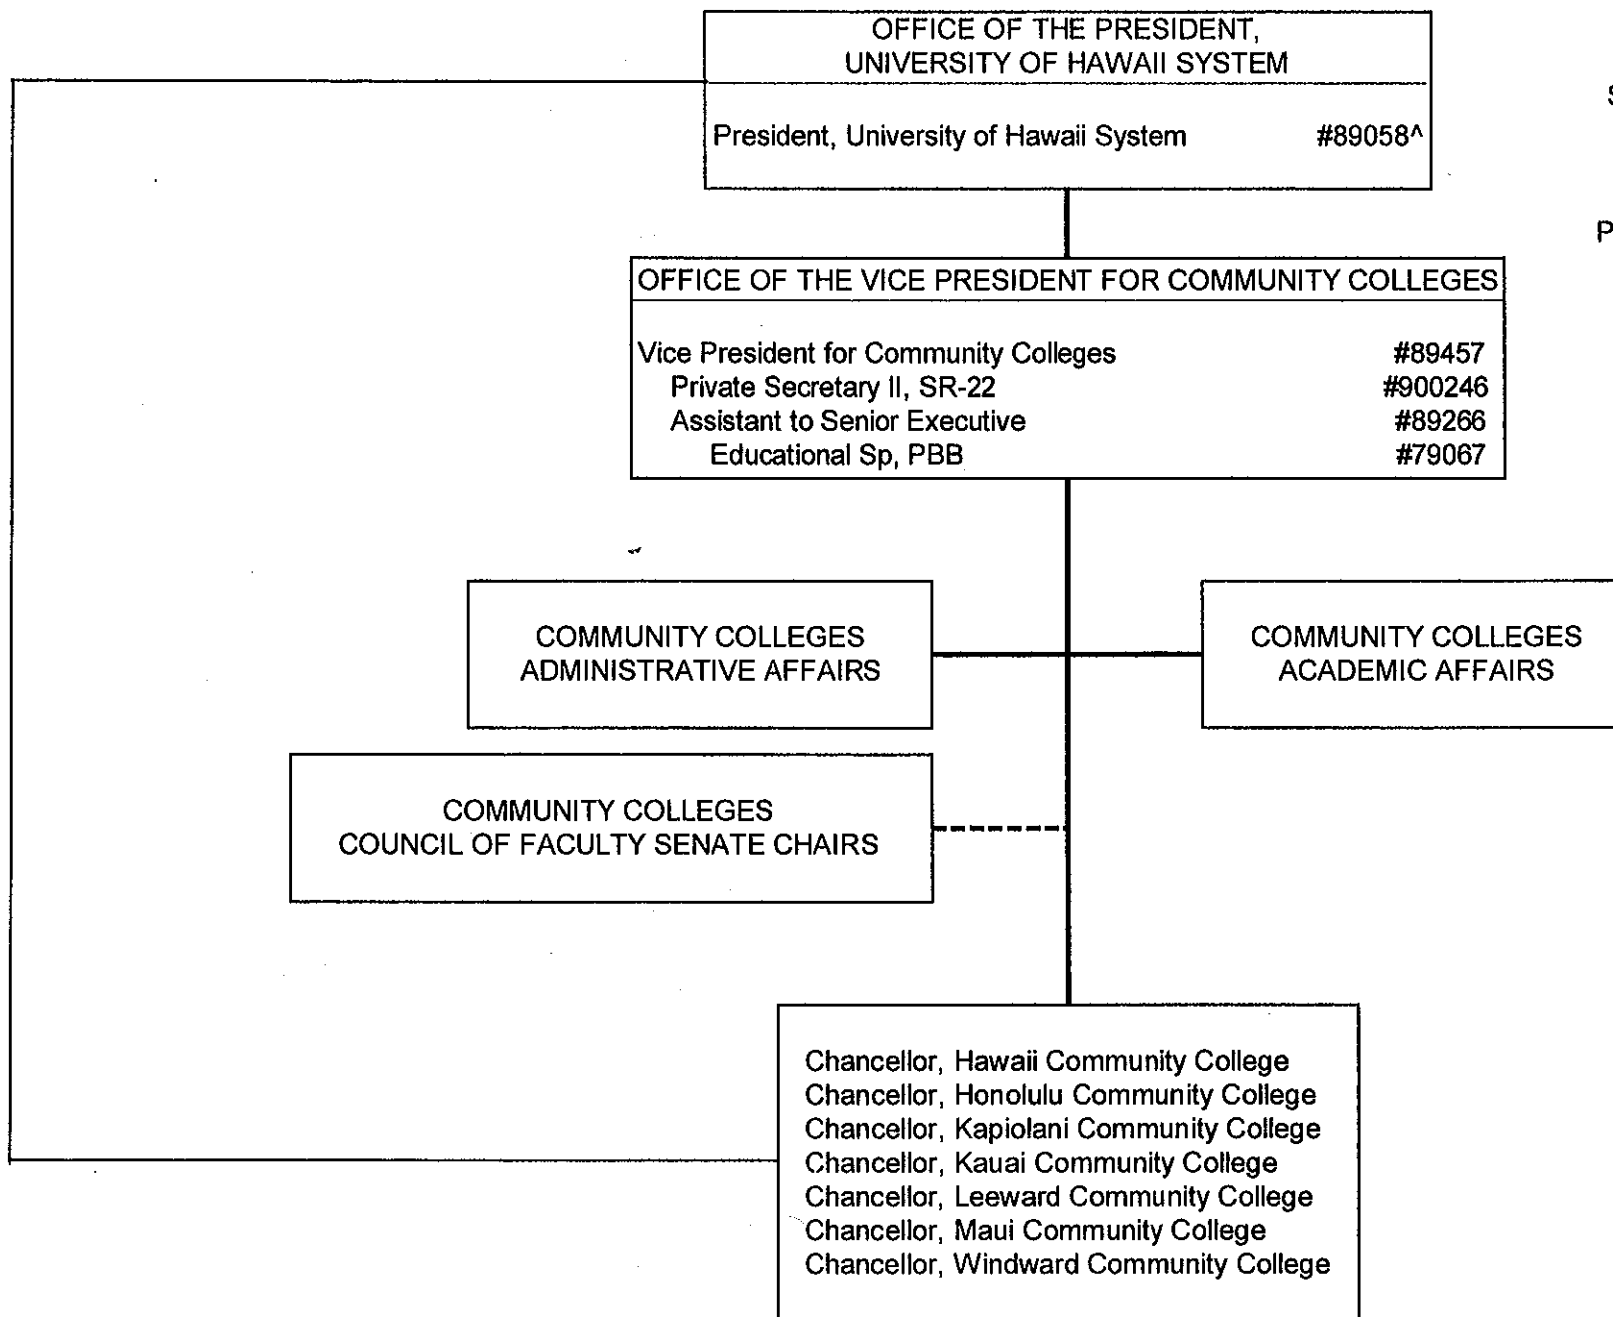 OFFICE OF THE PRESIDENT,
UNIVERSITY OF HAWAII SYSTEM
President, University of Hawaii System #89058^
OFFICE OF THE VICE PRESIDENT FOR COMMUNITY COLLEGES
Vice President for Community Colleges #89457
Private Secretary II, SR-22 #900246
Assistant to Senior Executive #89266
Educational Sp, PBB #79067
COMMUNITY COLLEGES
ADMINISTRATIVE AFFAIRS
COMMUNITY COLLEGES
ACADEMIC AFFAIRS
COMMUNITY COLLEGES
COUNCIL OF FACULTY SENATE CHAIRS
Chancellor, Hawaii Community College
Chancellor, Honolulu Community College
Chancellor, Kapiolani Community College
Chancellor, Kauai Community College
Chancellor, Leeward Community College
Chancellor, Maui Community College
Chancellor, Windward Community College